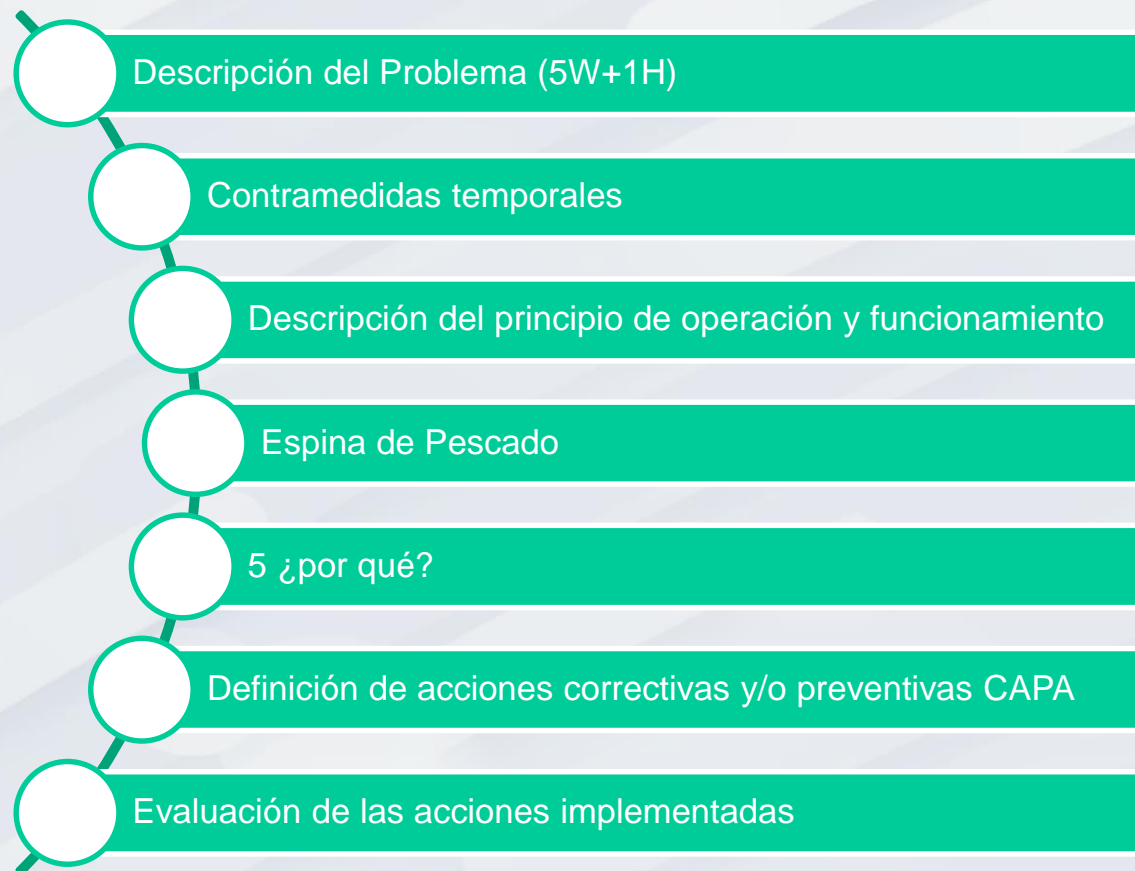 Descripción del Problema (5W+1H)
Contramedidas temporales
Descripción del principio de operación y funcionamiento
Espina de Pescado
5 ¿por qué?
Definición de acciones correctivas y/o preventivas CAPA
Evaluación de las acciones implementadas